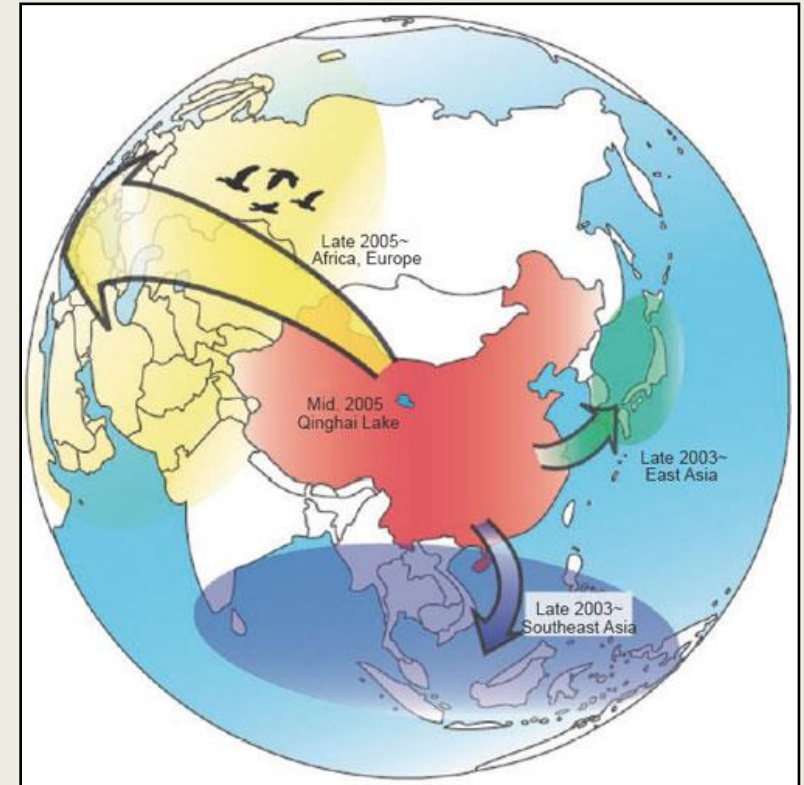 Late 2005~
Africa, Europe
Mid. 2005
Qinghai Lake
Late 2003~
East Asia
Late 2003~
Southeast Asia